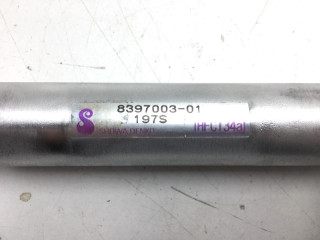 8397003-01
197S
SHOWA DENKO
[HFC134a]